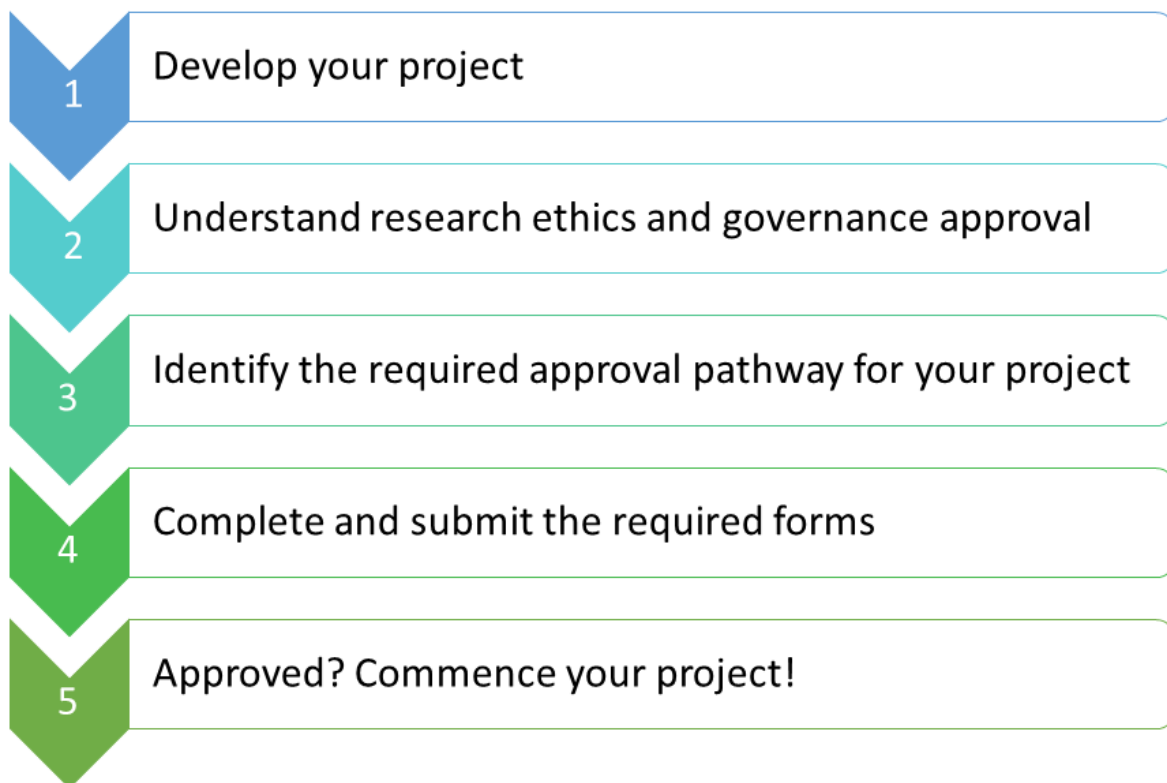 1
Develop your project
2
Understand research ethics and governance approval
3
Identify the required approval pathway for your project
4
Complete and submit the required forms
5
Approved? Commence your project!